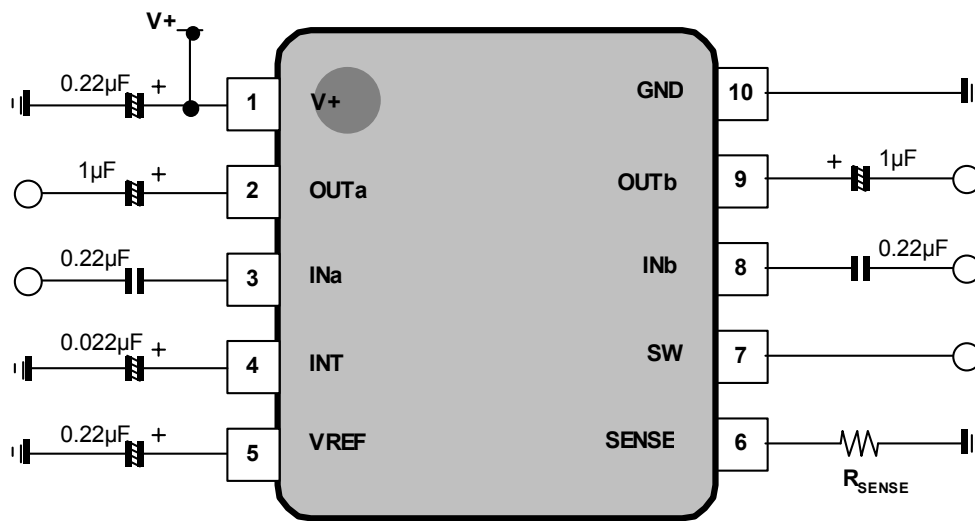 V+
0.22µF +
1 V+
1µF +
2 OUTa
0.22µF
3 INa
0.022µF +
4 INT
0.22µF +
5 VREF
GND 10
OUTb 9 + 1µF
INb 8 0.22µF
SW 7
SENSE 6
RSENSE